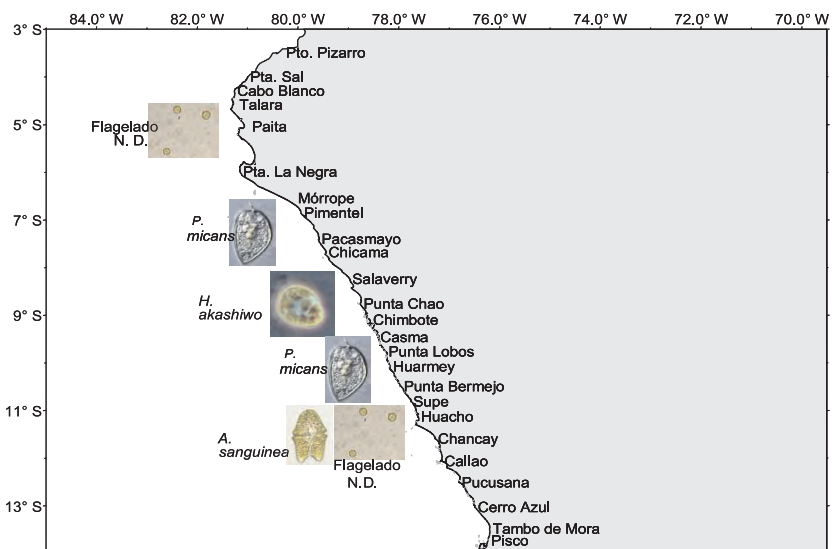 84.0° W 82.0° W 80.0° W 78.0° W 76.0° W 74.0° W 72.0° W 70.0° W
3° S
Pto. Pizarro
Pta. Sal
Cabo Blanco
Talara
5° S
Flagelado
N. D.
Paita
Pta. La Negra
Mórrope
Pimentel
7° S
P.
micans
Pacasmayo
Chicama
Salaverry
H.
akashiwo
Punta Chao
9° S
Chimbote
Casma
P.
micans
Punta Lobos
Huarmey
Punta Bermejo
Supe
11° S
Huacho
A.
sanguinea
Chancay
Callao
Flagelado
N.D.
Pucusana
13° S
Cerro Azul
Tambo de Mora
Pisco